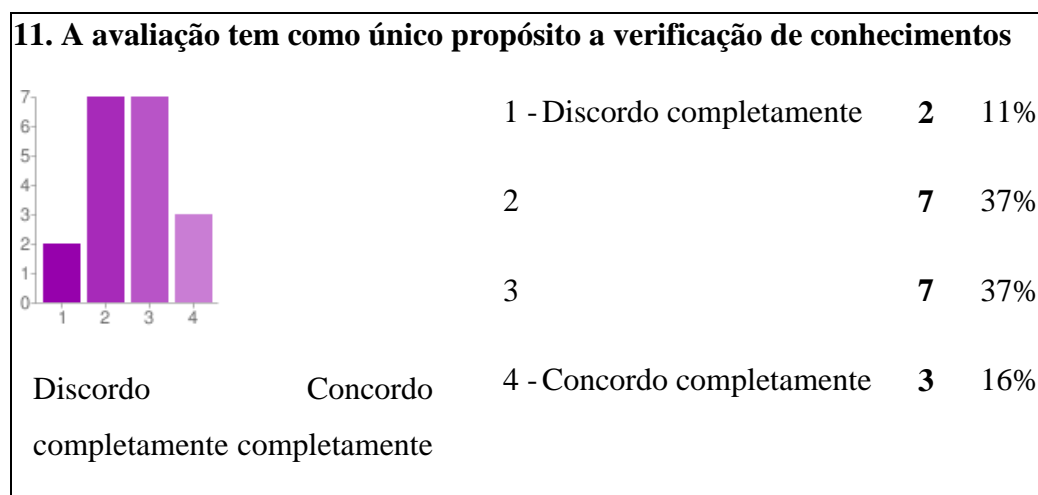 11. A avaliação tem como único propósito a verificação de conhecimentos
7
6
5
4
3
2
1
0
1 2 3 4
Discordo Concordo
completamente completamente
1 - Discordo completamente 2 11%
2 7 37%
3 7 37%
4 - Concordo completamente 3 16%